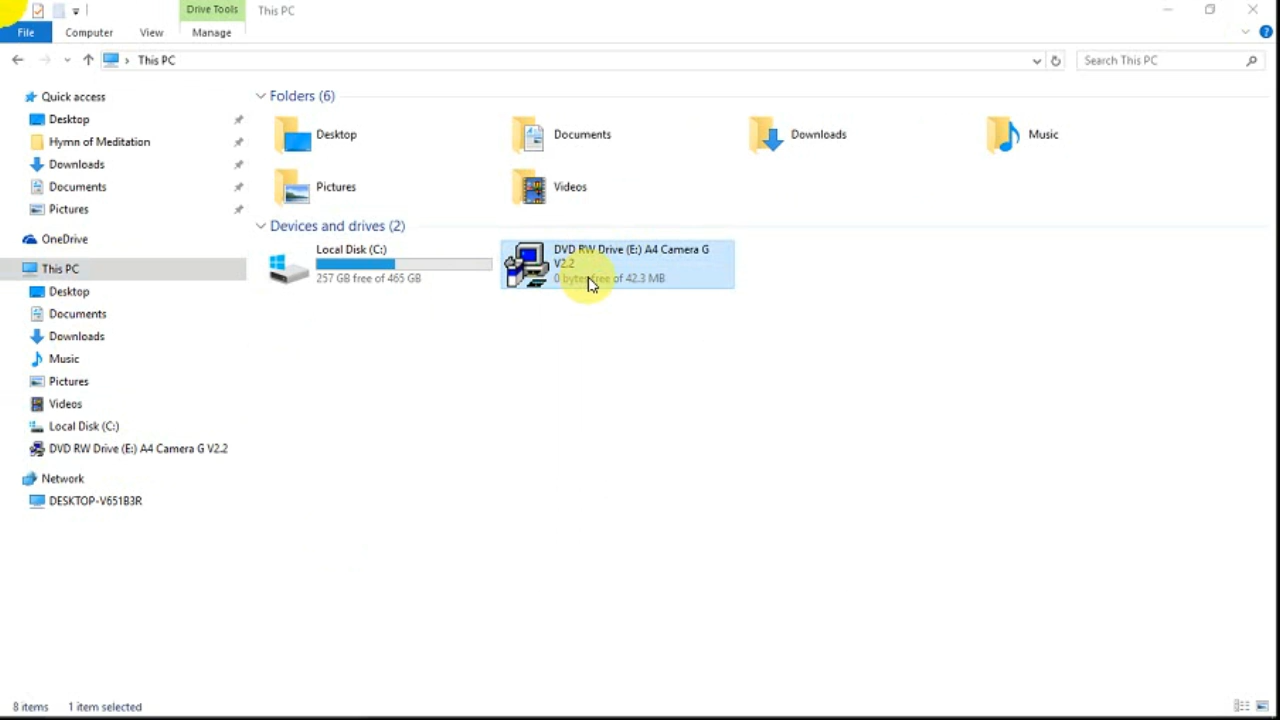 Drive Tools
This PC
File
Computer
View
Manage
This PC
Search This PC
Quick access
Desktop
Hymn of Meditation
Downloads
Documents
Pictures
OneDrive
This PC
Desktop
Documents
Downloads
Music
Pictures
Videos
Local Disk (C:)
DVD RW Drive (E:) A4 Camera G V2.2
Network
DESKTOP-V651B3R
Folders (6)
Desktop
Documents
Downloads
Music
Pictures
Videos
Devices and drives (2)
Local Disk (C:)
257 GB free of 465 GB
DVD RW Drive (E:) A4 Camera G
V2.2
0 bytes free of 42.3 MB
8 items
1 item selected